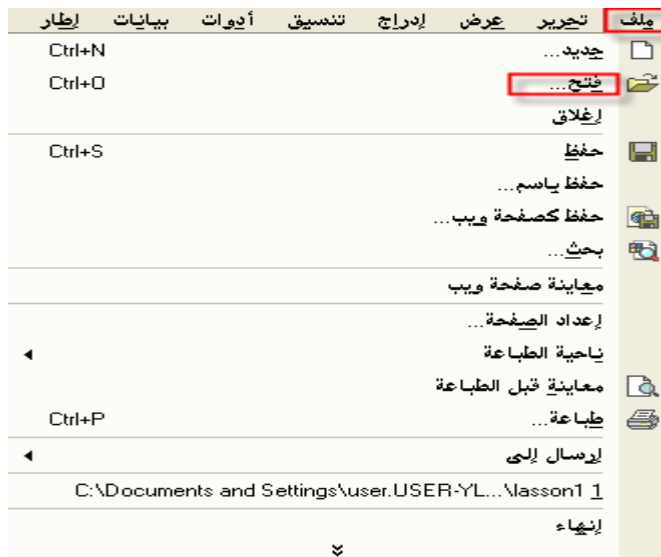 ملف تحرير عرض إدراج تنسيق أدوات بيانات إطار
جديد... Ctrl+N
فتح... Ctrl+O
إغلاق
حفظ Ctrl+S
حفظ باسم...
حفظ كصفحة ويب...
بحث...
معاينة صفحة ويب
إعداد الصفحة...
ناحية الطباعة
معاينة قبل الطباعة
طباعة... Ctrl+P
إرسال إلى
1 C:\Documents and Settings\user.USER-YL...\lasson1
إنهاء